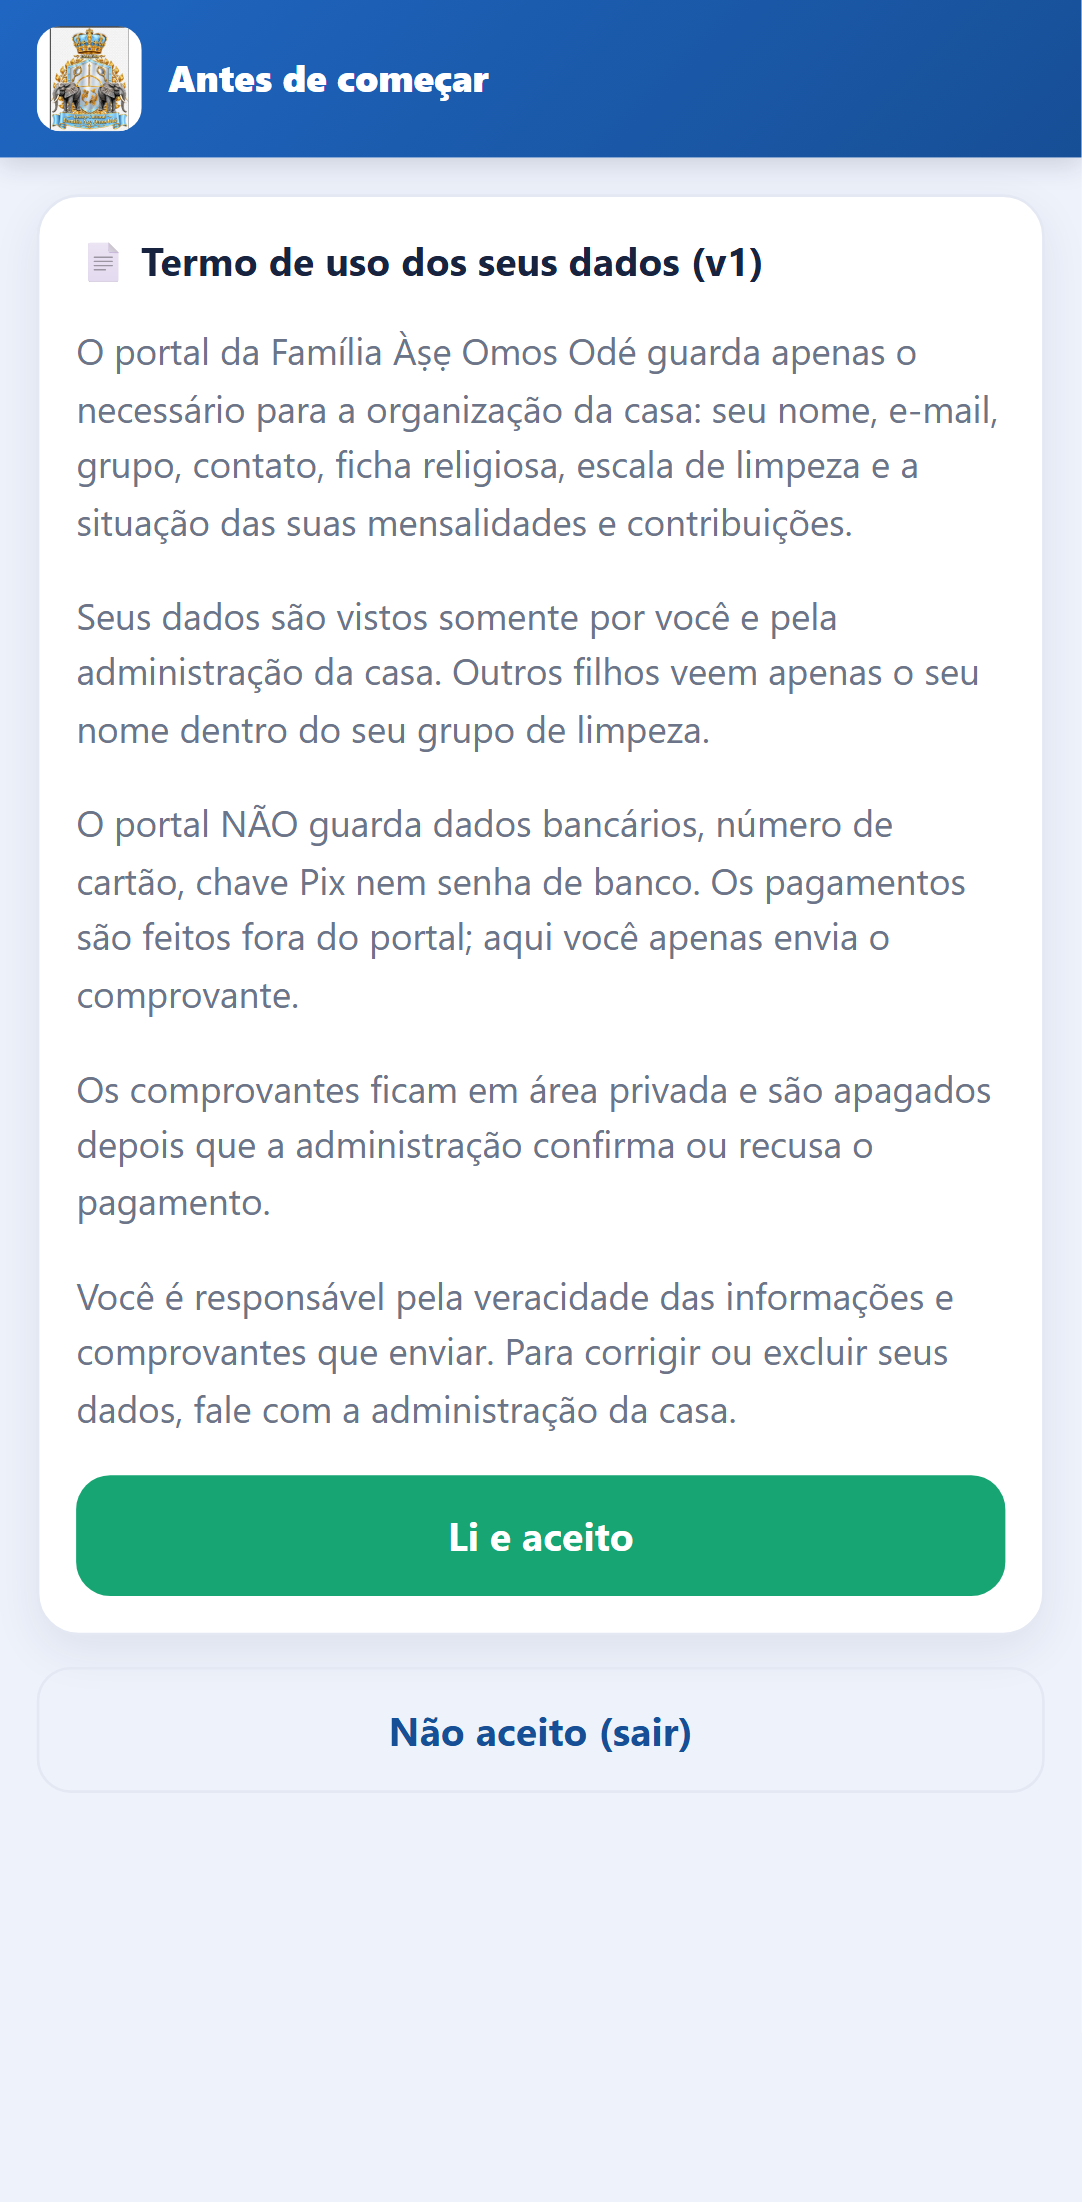 Antes de começar
Termo de uso dos seus dados (v1)
O portal da Família Àṣẹ Omos Odé guarda apenas o
necessário para a organização da casa: seu nome, e-mail,
grupo, contato, ficha religiosa, escala de limpeza e a
situação das suas mensalidades e contribuições.
Seus dados são vistos somente por você e pela
administração da casa. Outros filhos veem apenas o seu
nome dentro do seu grupo de limpeza.
O portal NÃO guarda dados bancários, número de
cartão, chave Pix nem senha de banco. Os pagamentos
são feitos fora do portal; aqui você apenas envia o
comprovante.
Os comprovantes ficam em área privada e são apagados
depois que a administração confirma ou recusa o
pagamento.
Você é responsável pela veracidade das informações e
comprovantes que enviar. Para corrigir ou excluir seus
dados, fale com a administração da casa.
Li e aceito
Não aceito (sair)